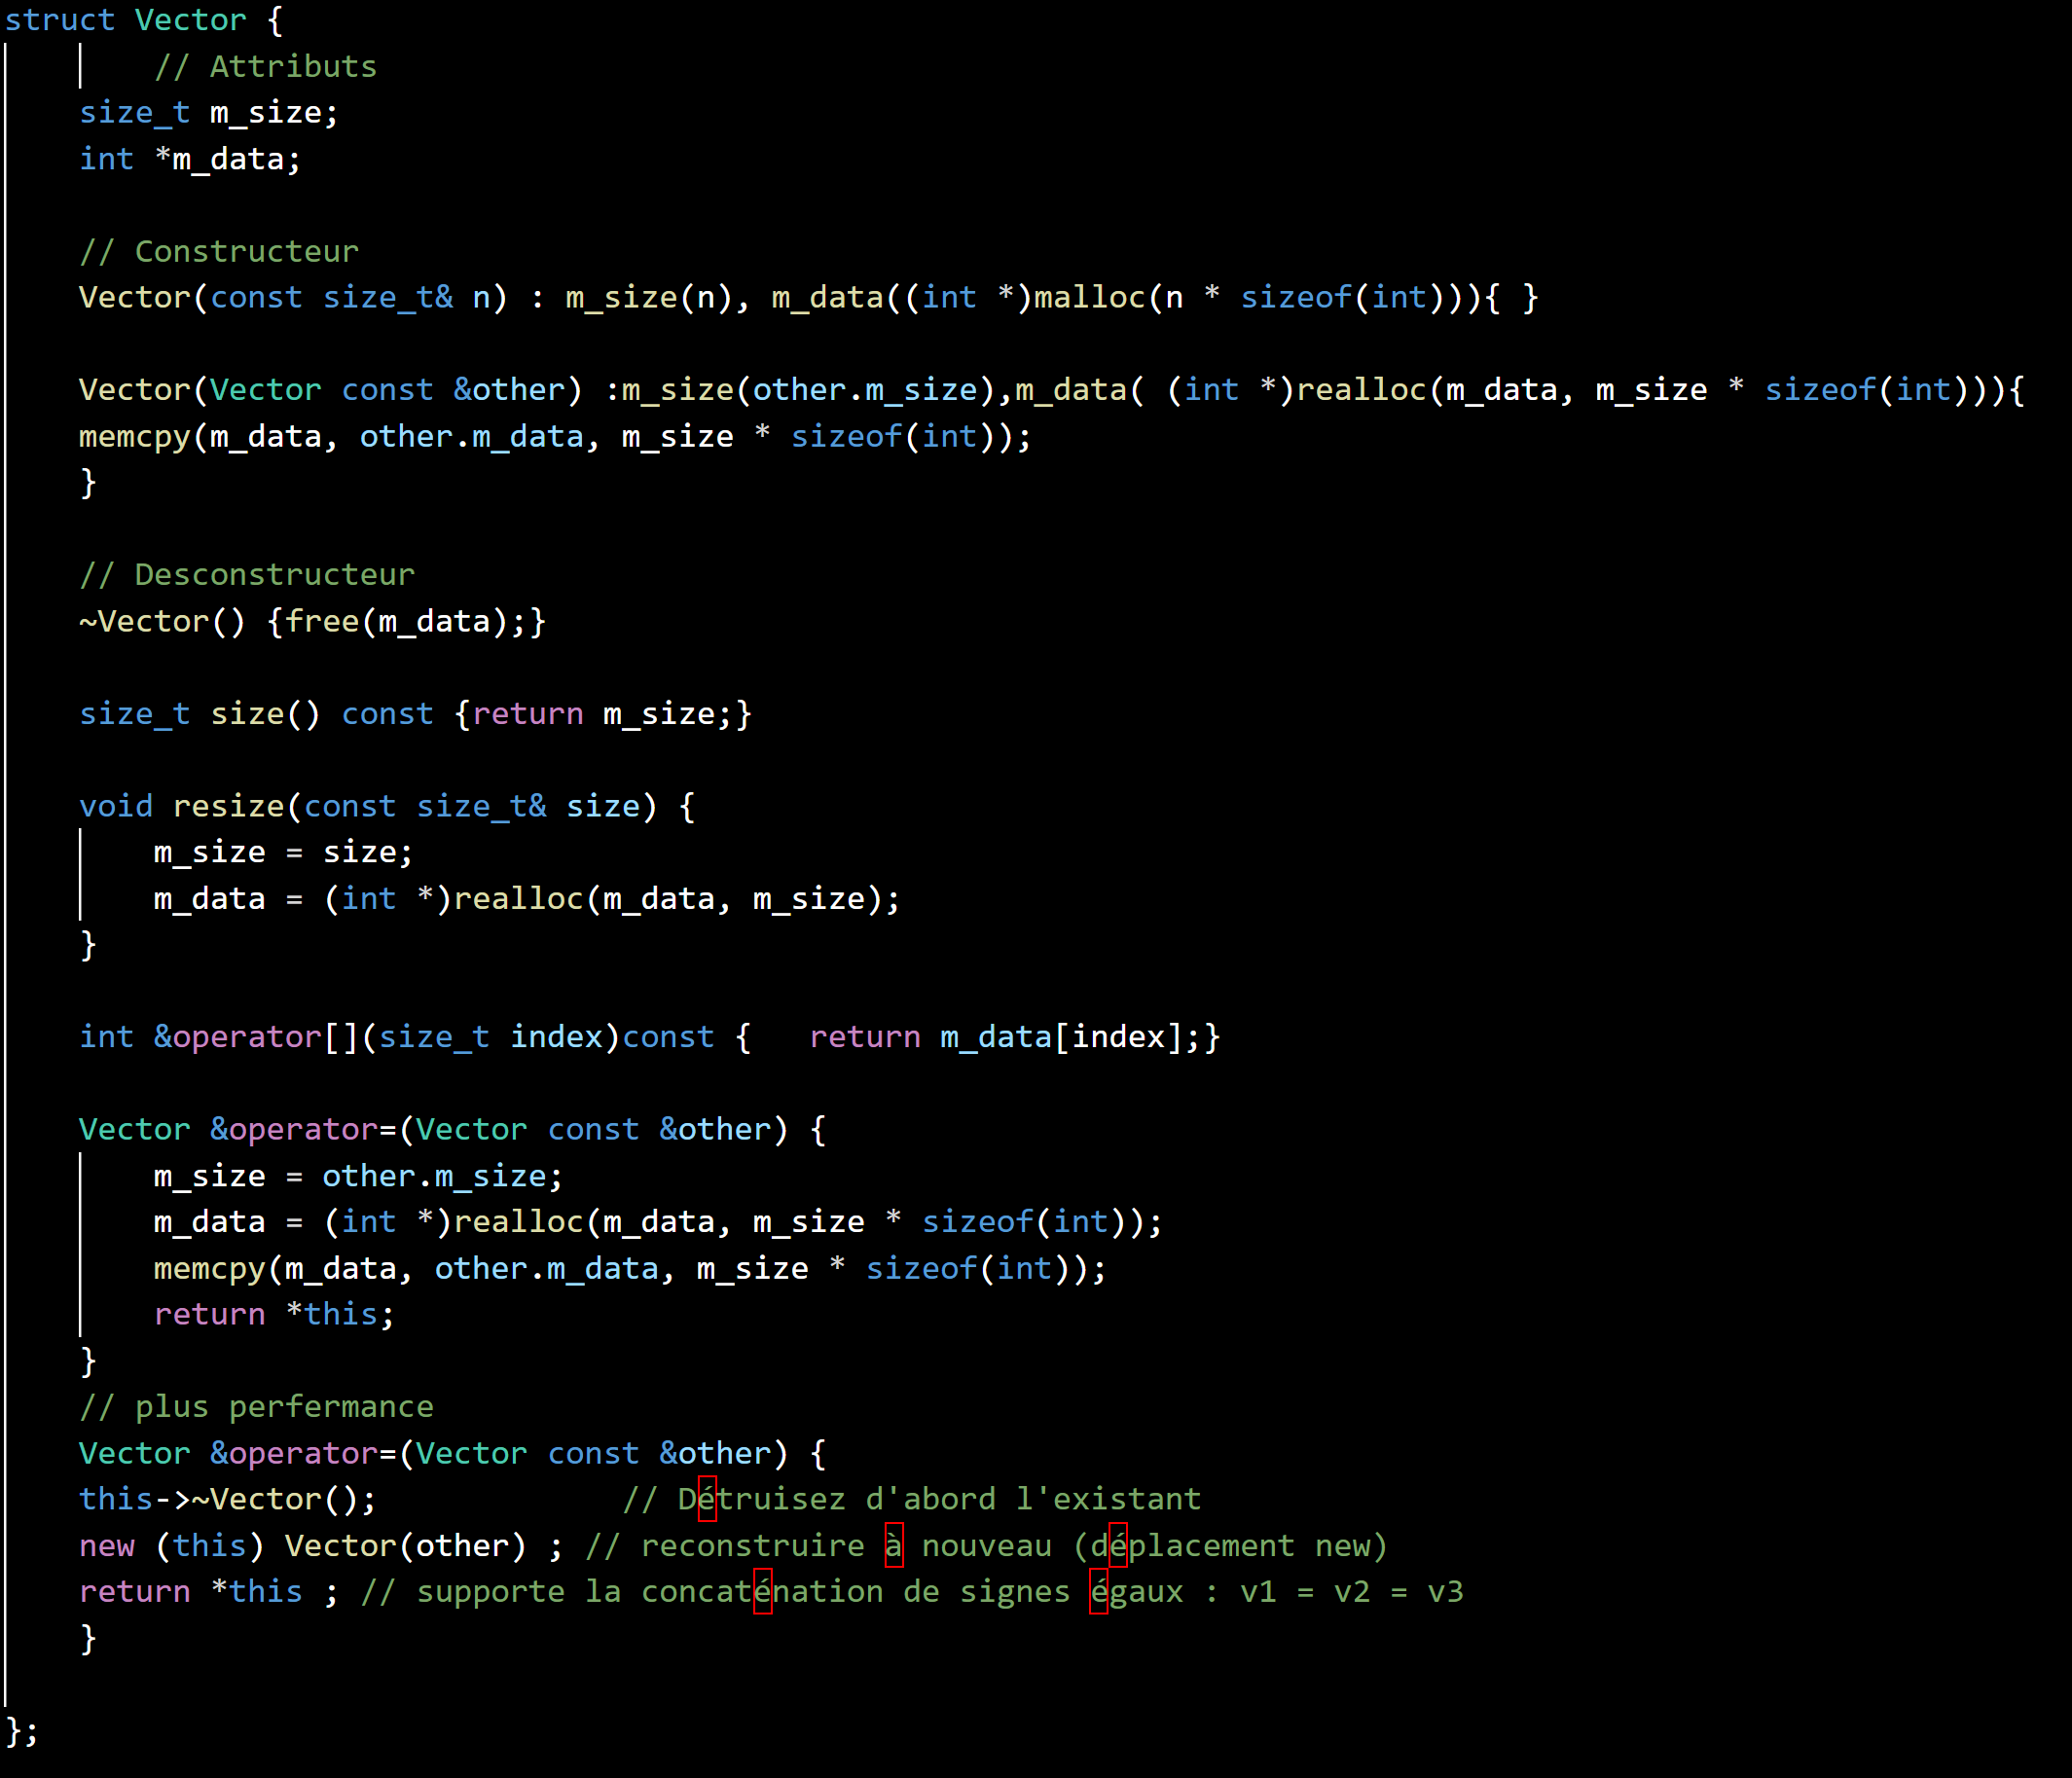 struct Vector {
// Attributs
size_t m_size;
int *m_data;
// Constructeur
Vector(const size_t& n) : m_size(n), m_data((int *)malloc(n * sizeof(int))){ }
Vector(Vector const &other) :m_size(other.m_size),m_data( (int *)realloc(m_data, m_size * sizeof(int))){
memcpy(m_data, other.m_data, m_size * sizeof(int));
}
// Desconstructeur
~Vector() {free(m_data);}
size_t size() const {return m_size;}
void resize(const size_t& size) {
m_size = size;
m_data = (int *)realloc(m_data, m_size);
}
int &operator[](size_t index)const {   return m_data[index];}
Vector &operator=(Vector const &other) {
m_size = other.m_size;
m_data = (int *)realloc(m_data, m_size * sizeof(int));
memcpy(m_data, other.m_data, m_size * sizeof(int));
return *this;
}
// plus perfermance
Vector &operator=(Vector const &other) {
this->~Vector();             // Détruisez d'abord l'existant
new (this) Vector(other) ; // reconstruire à nouveau (déplacement new)
return *this ; // supporte la concaténation de signes égaux : v1 = v2 = v3
}
};